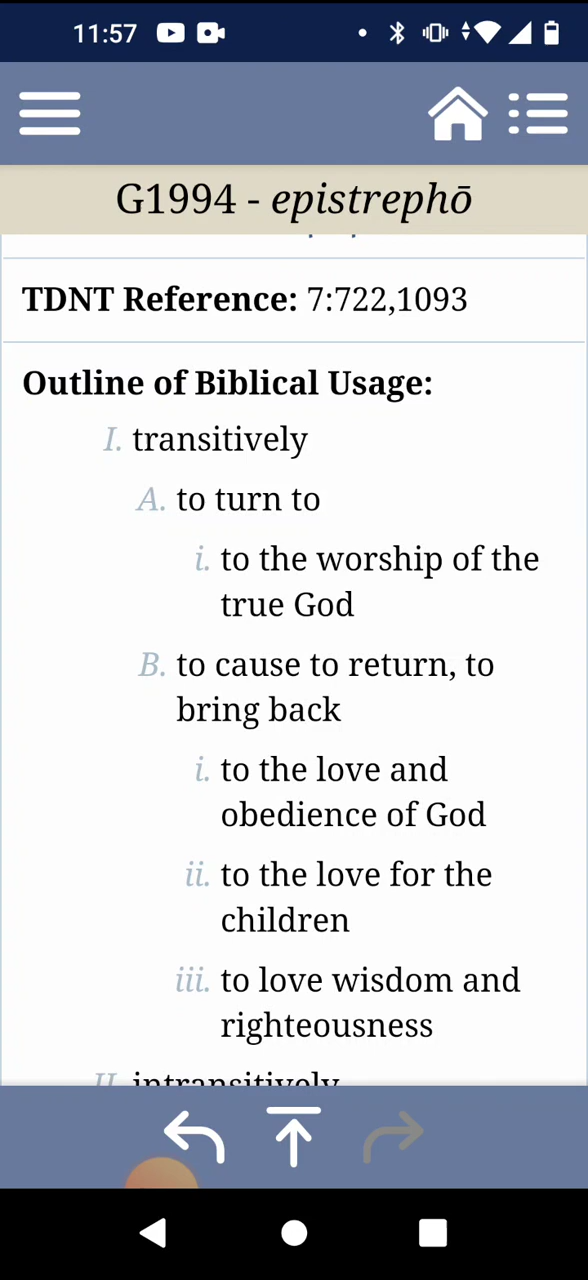 11:57
G1994 - epistrephō
TDNT Reference: 7:722,1093
Outline of Biblical Usage:
I. transitively
A. to turn to
i. to the worship of the
true God
B. to cause to return, to
bring back
i. to the love and
obedience of God
ii. to the love for the
children
iii. to love wisdom and
righteousness
II. intransitively